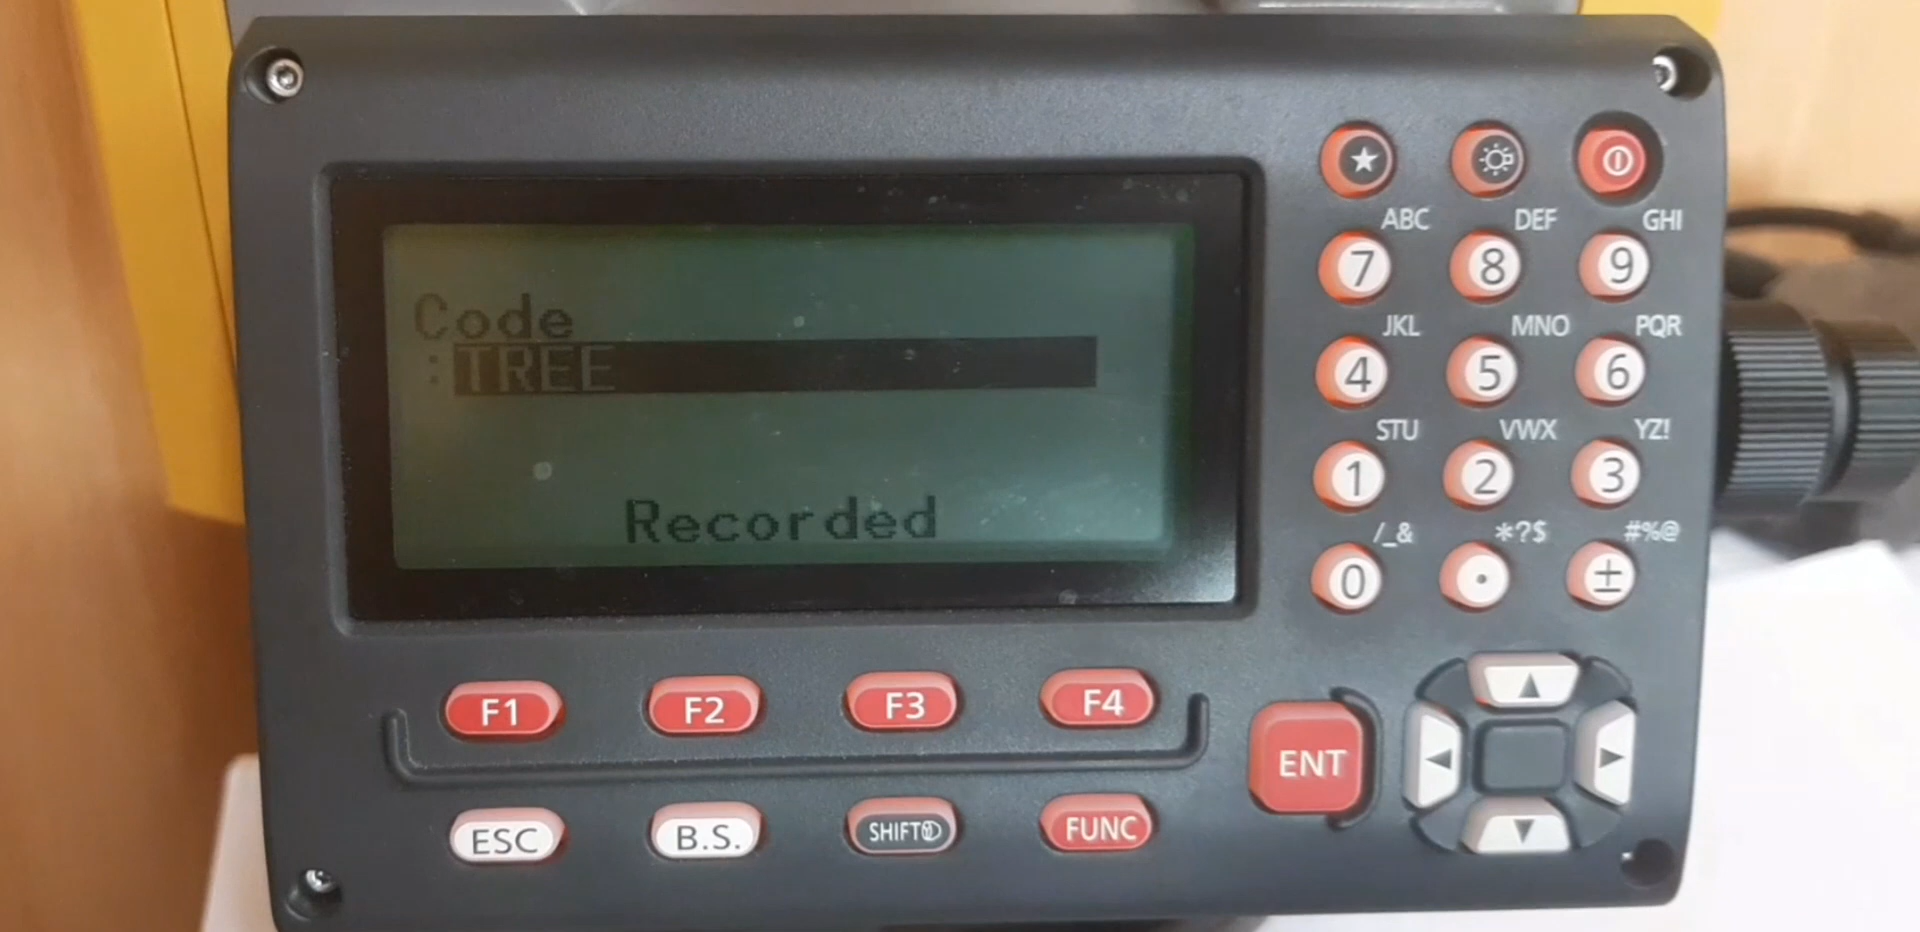 Code
:TREE
Recorded
ABC DEF GHI
7 8 9
JKL MNO PQR
4 5 6
STU VWX YZ!
1 2 3
/_& *?$ #%@
0 . ±
F1 F2 F3 F4
ENT
ESC B.S. SHIFT FUNC